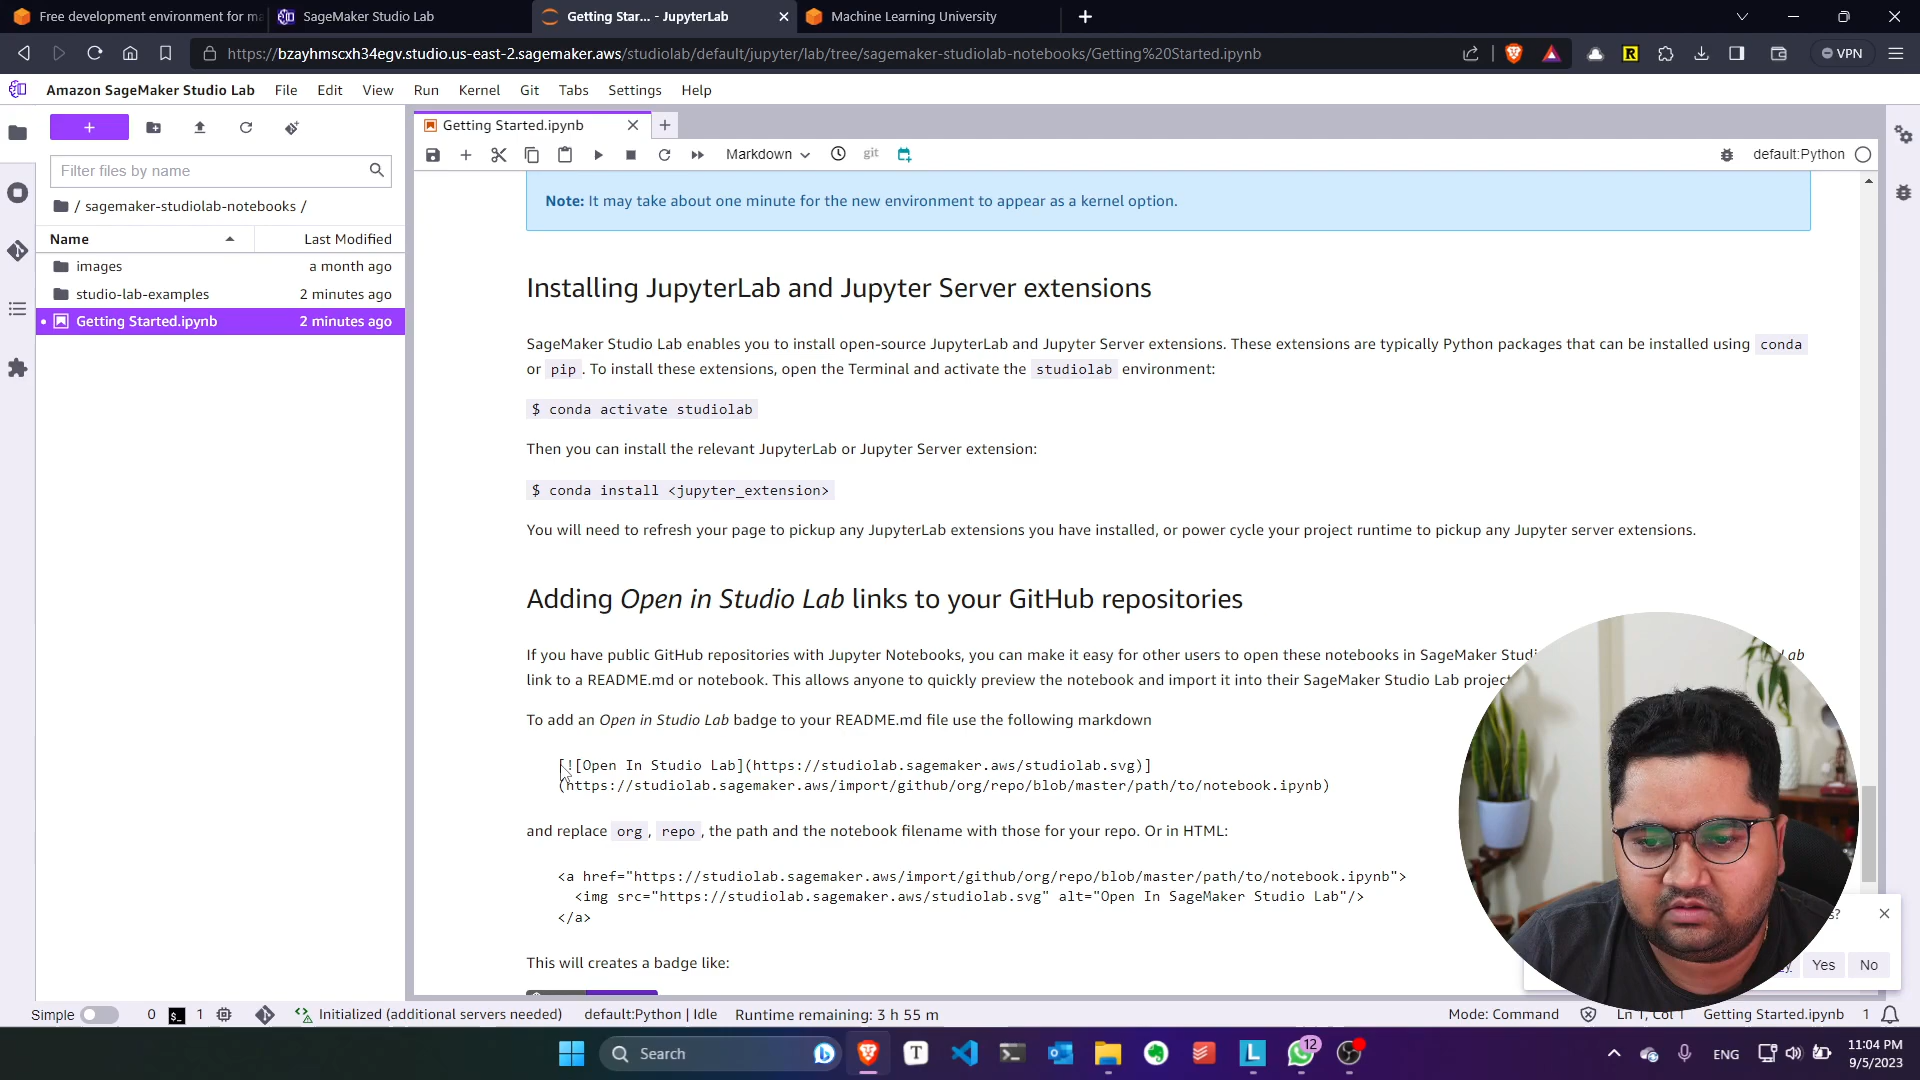 Free development environment for ma
SageMaker Studio Lab
Getting Star... - JupyterLab
Machine Learning University
https://bzayhmscxh34egv.studio.us-east-2.sagemaker.aws/studiolab/default/jupyter/lab/tree/sagemaker-studiolab-notebooks/Getting%20Started.ipynb
VPN
Amazon SageMaker Studio Lab File Edit View Run Kernel Git Tabs Settings Help
Getting Started.ipynb
Markdown
git
default:Python
Filter files by name
/ sagemaker-studiolab-notebooks /
Name Last Modified
images a month ago
studio-lab-examples 2 minutes ago
Getting Started.ipynb 2 minutes ago
Note: It may take about one minute for the new environment to appear as a kernel option.
Installing JupyterLab and Jupyter Server extensions
SageMaker Studio Lab enables you to install open-source JupyterLab and Jupyter Server extensions. These extensions are typically Python packages that can be installed using conda
or pip . To install these extensions, open the Terminal and activate the studiolab environment:
$ conda activate studiolab
Then you can install the relevant JupyterLab or Jupyter Server extension:
$ conda install <jupyter_extension>
You will need to refresh your page to pickup any JupyterLab extensions you have installed, or power cycle your project runtime to pickup any Jupyter server extensions.
Adding Open in Studio Lab links to your GitHub repositories
If you have public GitHub repositories with Jupyter Notebooks, you can make it easy for other users to open these notebooks in SageMaker Studi ab
link to a README.md or notebook. This allows anyone to quickly preview the notebook and import it into their SageMaker Studio Lab project
To add an Open in Studio Lab badge to your README.md file use the following markdown
[![Open In Studio Lab](https://studiolab.sagemaker.aws/studiolab.svg)]
(https://studiolab.sagemaker.aws/import/github/org/repo/blob/master/path/to/notebook.ipynb)
and replace org , repo , the path and the notebook filename with those for your repo. Or in HTML:
<a href="https://studiolab.sagemaker.aws/import/github/org/repo/blob/master/path/to/notebook.ipynb">
<img src="https://studiolab.sagemaker.aws/studiolab.svg" alt="Open In SageMaker Studio Lab"/>
</a>
This will creates a badge like:
s?
y. Yes No
Simple 0 1 Initialized (additional servers needed) default:Python | Idle Runtime remaining: 3 h 55 m Mode: Command Ln 1, Col 1 Getting Started.ipynb 1
Search
T
L
12
ENG
11:04 PM
9/5/2023